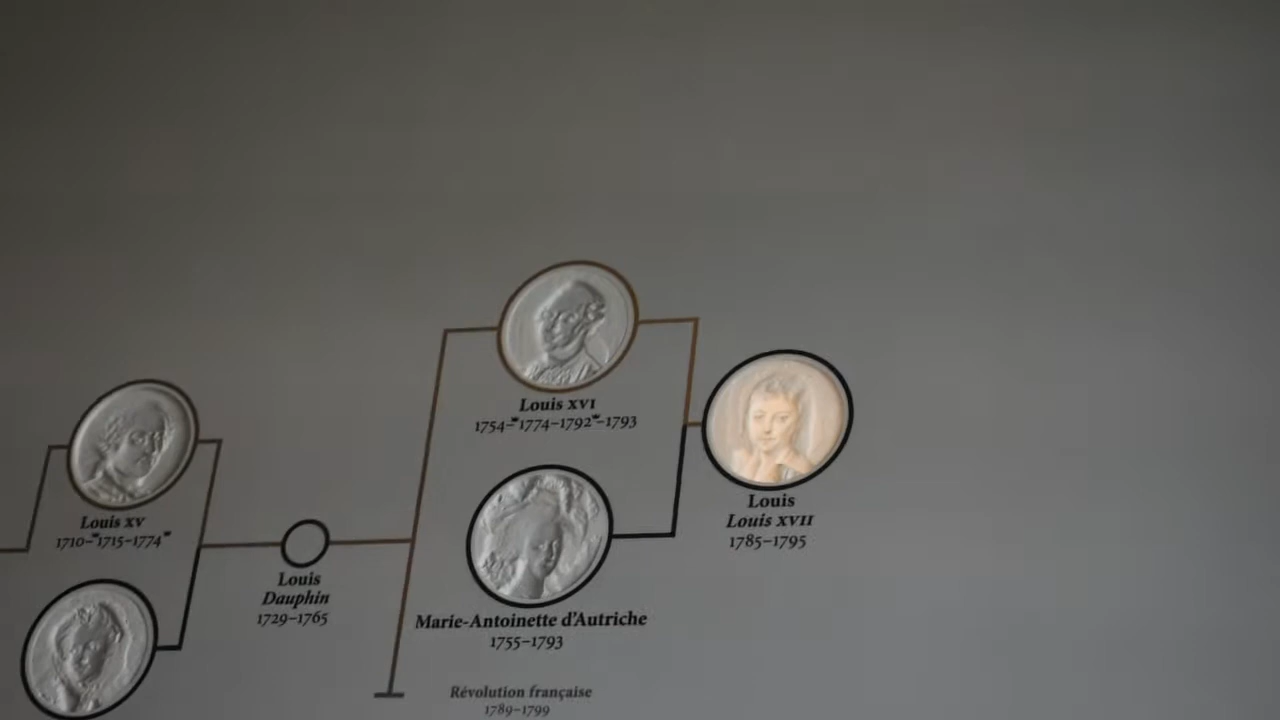 Louis XVI
1754–1774–1792–1793
Louis
Louis XVII
1785–1795
Louis XV
1710–1715–1774
Louis
Dauphin
1729–1765
Marie-Antoinette d'Autriche
1755–1793
Révolution française
1789–1799